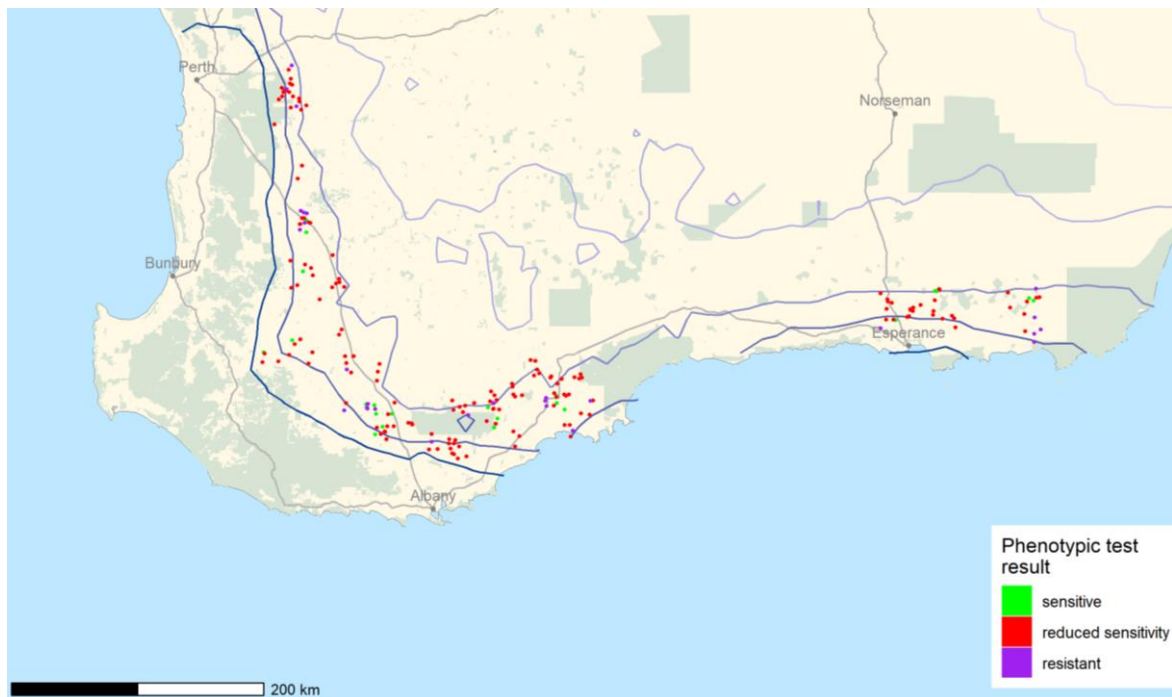 Perth
Norseman
Bunbury
Esperance
Albany
Phenotypic test
result
sensitive
reduced sensitivity
resistant
200 km